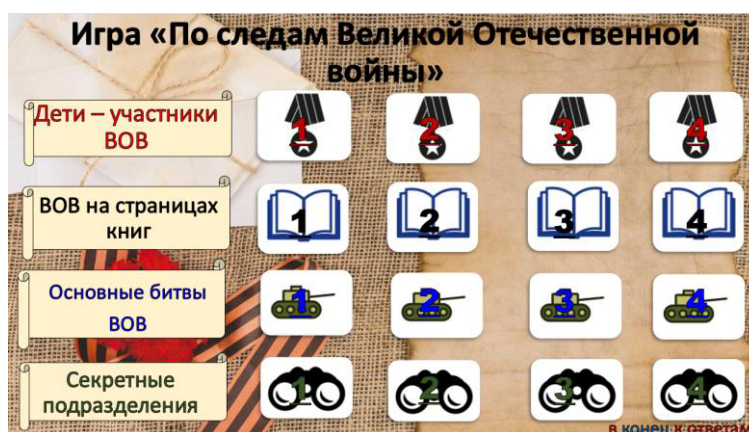 Игра «По следам Великой Отечественной
войны»
Дети – участники
ВОВ
1 2 3 4
ВОВ на страницах
книг
1 2 3 4
Основные битвы
ВОВ
1 2 3 4
Секретные
подразделения
1 2 3 4
в конец к ответам